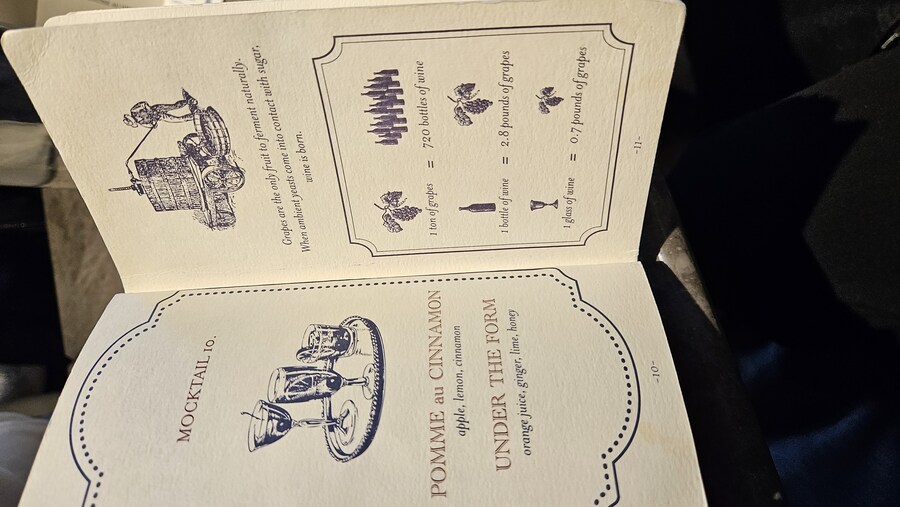 MOCKTAIL 10.
POMME au CINNAMON
apple, lemon, cinnamon
UNDER THE FORM
orange juice, ginger, lime, honey
-10-
Grapes are the only fruit to ferment naturally.
When ambient yeasts come into contact with sugar,
wine is born.
1 ton of grapes = 720 bottles of wine
1 bottle of wine = 2.8 pounds of grapes
1 glass of wine = 0.7 pounds of grapes
-11-